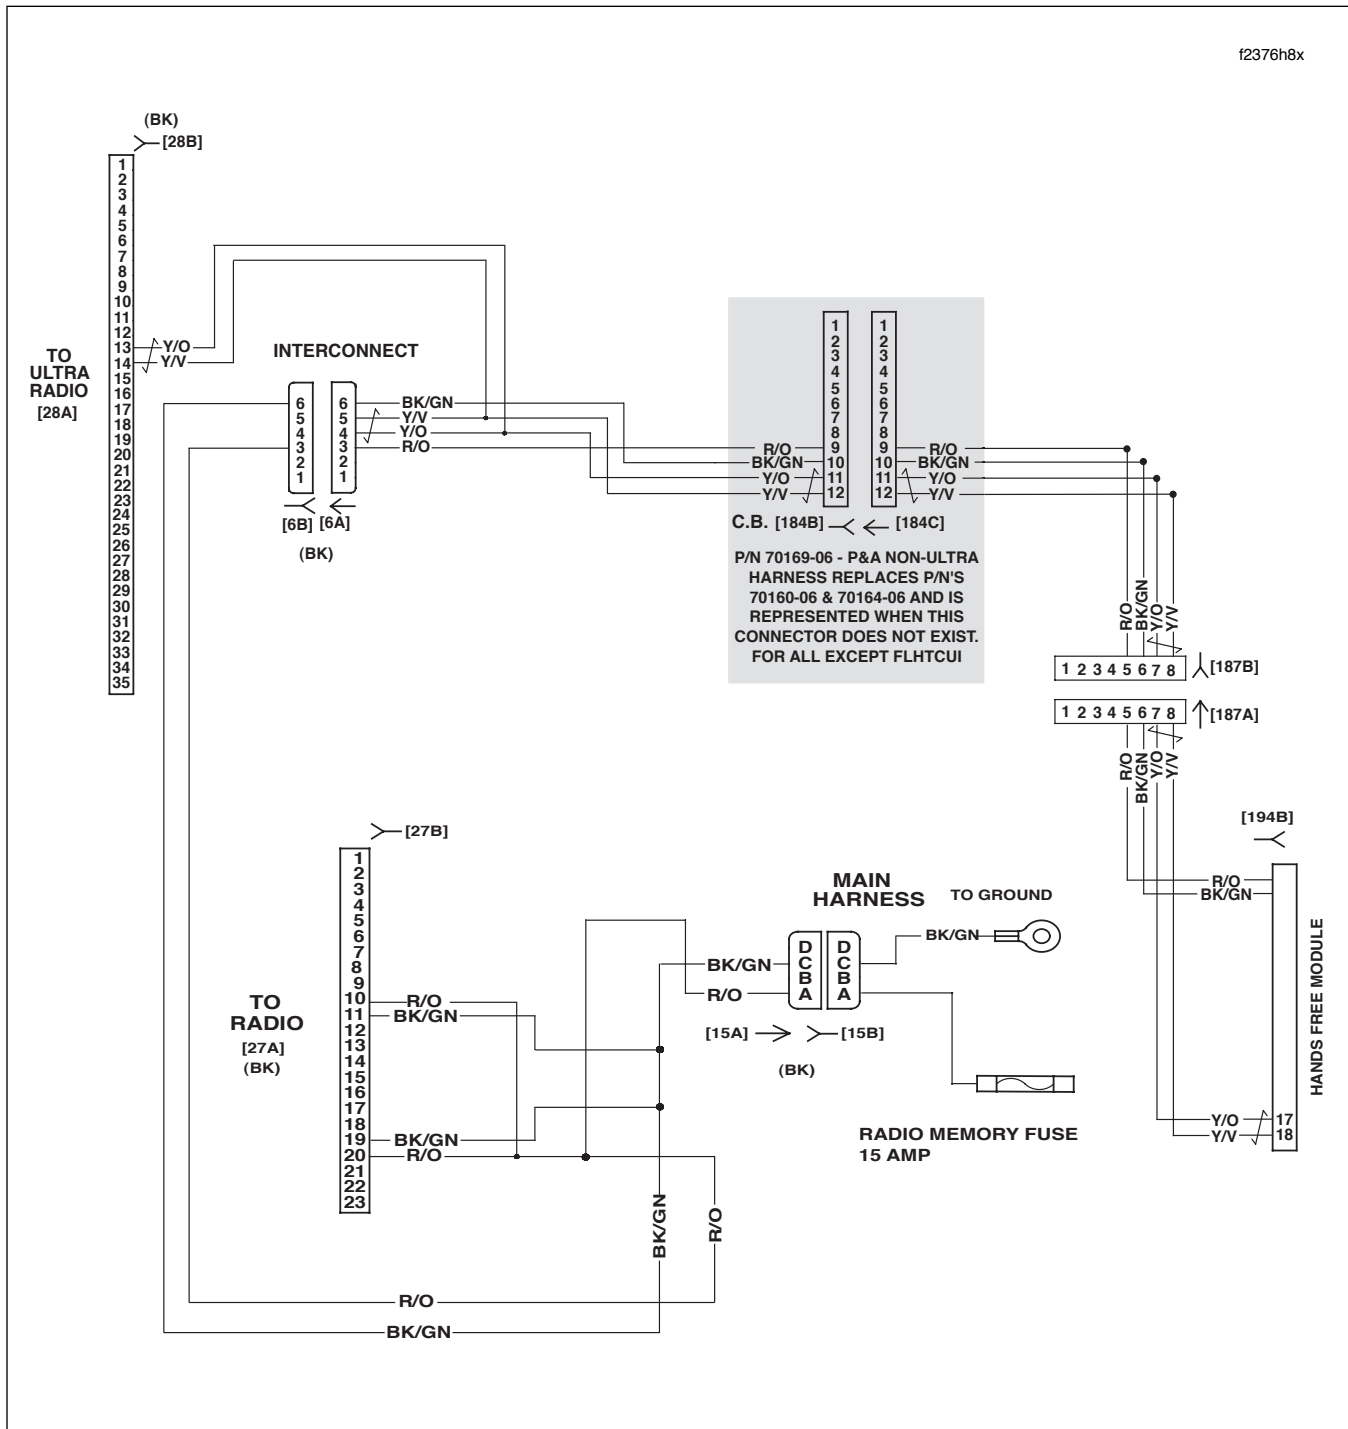 f2376h8x
(BK)
[28B]
1
2
3
4
5
6
7
8
9
10
11
12
13
14
15
16
17
18
19
20
21
22
23
24
25
26
27
28
29
30
31
32
33
34
35
TO
ULTRA
RADIO
[28A]
Y/O
Y/V
INTERCONNECT
6
5
4
3
2
1
6
5
4
3
2
1
BK/GN
Y/V
Y/O
R/O
[6B] [6A]
(BK)
1
2
3
4
5
6
7
8
9
10
11
12
1
2
3
4
5
6
7
8
9
10
11
12
R/O
BK/GN
Y/O
Y/V
R/O
BK/GN
Y/O
Y/V
C.B. [184B] [184C]
P/N 70169-06 - P&A NON-ULTRA
HARNESS REPLACES P/N'S
70160-06 & 70164-06 AND IS
REPRESENTED WHEN THIS
CONNECTOR DOES NOT EXIST.
FOR ALL EXCEPT FLHTCUI
R/O
BK/GN
Y/O
Y/V
1 2 3 4 5 6 7 8 [187B]
1 2 3 4 5 6 7 8 [187A]
R/O
BK/GN
Y/O
Y/V
[194B]
R/O
BK/GN
HANDS FREE MODULE
Y/O 17
Y/V 18
[27B]
1
2
3
4
5
6
7
8
9
10
11
12
13
14
15
16
17
18
19
20
21
22
23
TO
RADIO
[27A]
(BK)
R/O
BK/GN
BK/GN
R/O
MAIN
HARNESS
TO GROUND
D
C
B
A
D
C
B
A
BK/GN
R/O
BK/GN
[15A] [15B]
(BK)
RADIO MEMORY FUSE
15 AMP
BK/GN
R/O
R/O
BK/GN